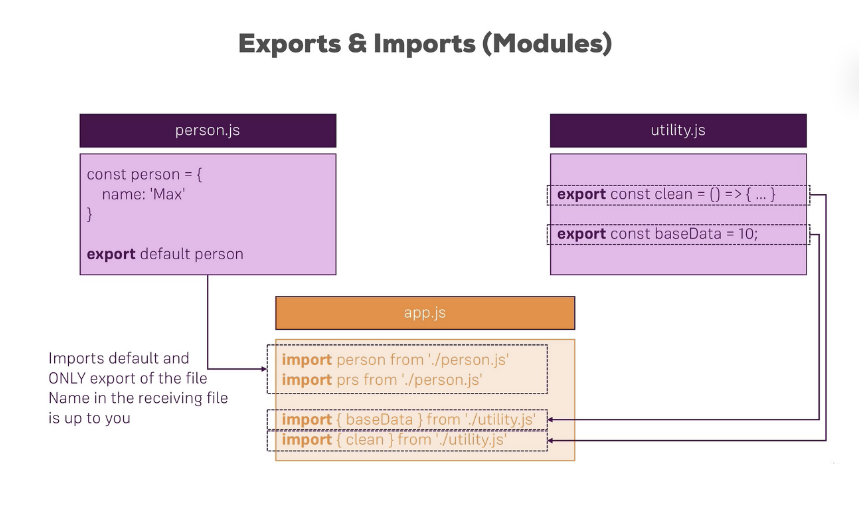 Exports & Imports (Modules)
person.js
const person = {
name: 'Max'
}
export default person
utility.js
export const clean = () => { ... }
export const baseData = 10;
app.js
import person from './person.js'
import prs from './person.js'
import { baseData } from './utility.js'
import { clean } from './utility.js'
Imports default and
ONLY export of the file
Name in the receiving file
is up to you